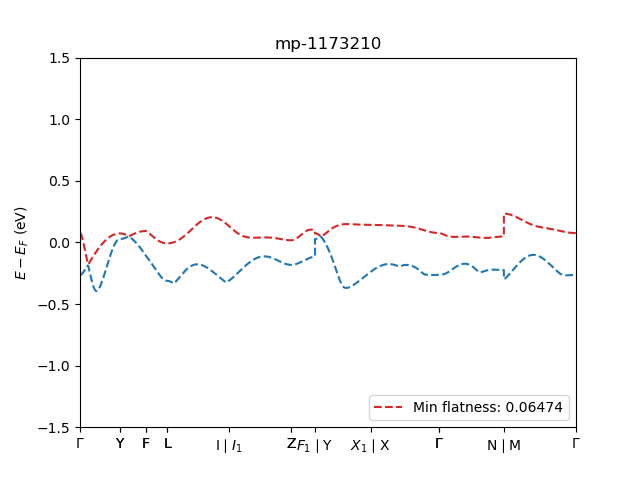 mp-1173210
E − E_F (eV)
1.5
1.0
0.5
0.0
−0.5
−1.0
−1.5
Min flatness: 0.06474
Γ Y F L I | I₁ Z F₁ | Y X₁ | X Γ N | M Γ